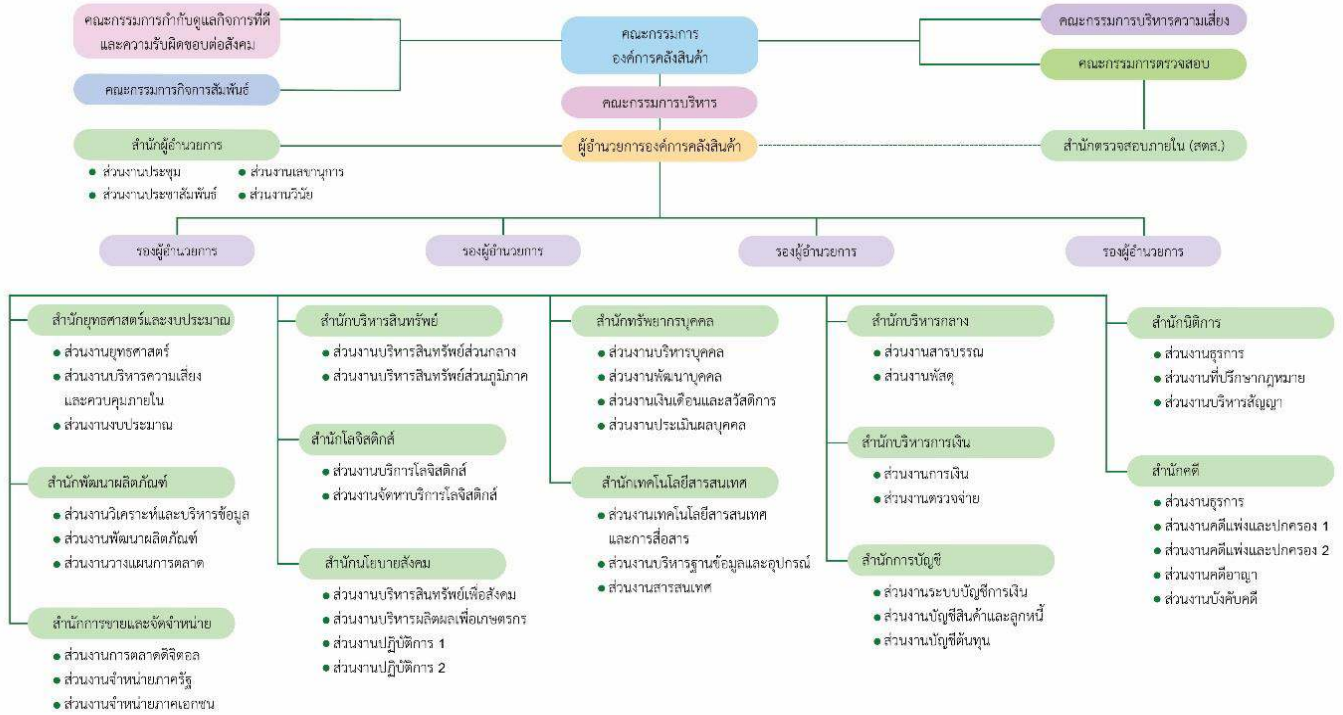 คณะกรรมการกำกับดูแลกิจการที่ดี
และความรับผิดชอบต่อสังคม
คณะกรรมการกิจการสัมพันธ์
คณะกรรมการ
องค์การคลังสินค้า
คณะกรรมการบริหารความเสี่ยง
คณะกรรมการตรวจสอบ
คณะกรรมการบริหาร
สำนักผู้อำนวยการ
ผู้อำนวยการองค์การคลังสินค้า
สำนักตรวจสอบภายใน (สตส.)
● ส่วนงานประชุม ● ส่วนงานเลขานุการ
● ส่วนงานประชาสัมพันธ์ ● ส่วนงานวินัย
รองผู้อำนวยการ
รองผู้อำนวยการ
รองผู้อำนวยการ
รองผู้อำนวยการ
สำนักยุทธศาสตร์และงบประมาณ
● ส่วนงานยุทธศาสตร์
● ส่วนงานบริหารความเสี่ยง
และควบคุมภายใน
● ส่วนงานงบประมาณ
สำนักพัฒนาผลิตภัณฑ์
● ส่วนงานวิเคราะห์และบริหารข้อมูล
● ส่วนงานพัฒนาผลิตภัณฑ์
● ส่วนงานวางแผนการตลาด
สำนักการขายและจัดจำหน่าย
● ส่วนงานการตลาดดิจิตอล
● ส่วนงานจำหน่ายภาครัฐ
● ส่วนงานจำหน่ายภาคเอกชน
สำนักบริหารสินทรัพย์
● ส่วนงานบริหารสินทรัพย์ส่วนกลาง
● ส่วนงานบริหารสินทรัพย์ส่วนภูมิภาค
สำนักโลจิสติกส์
● ส่วนงานบริการโลจิสติกส์
● ส่วนงานจัดหาบริการโลจิสติกส์
สำนักนโยบายสังคม
● ส่วนงานบริหารสินทรัพย์เพื่อสังคม
● ส่วนงานบริหารผลิตผลเพื่อเกษตรกร
● ส่วนงานปฏิบัติการ 1
● ส่วนงานปฏิบัติการ 2
สำนักทรัพยากรบุคคล
● ส่วนงานบริหารบุคคล
● ส่วนงานพัฒนาบุคคล
● ส่วนงานเงินเดือนและสวัสดิการ
● ส่วนงานประเมินผลบุคคล
สำนักเทคโนโลยีสารสนเทศ
● ส่วนงานเทคโนโลยีสารสนเทศ
และการสื่อสาร
● ส่วนงานบริหารฐานข้อมูลและอุปกรณ์
● ส่วนงานสารสนเทศ
สำนักบริหารกลาง
● ส่วนงานสารบรรณ
● ส่วนงานพัสดุ
สำนักบริหารการเงิน
● ส่วนงานการเงิน
● ส่วนงานตรวจจ่าย
สำนักการบัญชี
● ส่วนงานระบบบัญชีการเงิน
● ส่วนงานบัญชีสินค้าและลูกหนี้
● ส่วนงานบัญชีต้นทุน
สำนักนิติการ
● ส่วนงานธุรการ
● ส่วนงานที่ปรึกษากฎหมาย
● ส่วนงานบริหารสัญญา
สำนักคดี
● ส่วนงานธุรการ
● ส่วนงานคดีแพ่งและปกครอง 1
● ส่วนงานคดีแพ่งและปกครอง 2
● ส่วนงานคดีอาญา
● ส่วนงานบังคับคดี